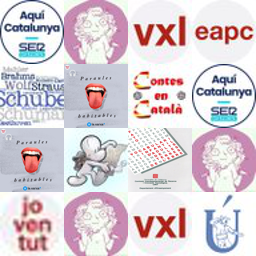 Aquí
Catalunya
SER
vxl
eapc
Mahler
Brahms
Wolf
Strauss
Schubert
Schumann
Beethoven
Paraules
habitables
Contes
en
Català
Aquí
Catalunya
SER
Paraules
habitables
jo
ven
tut
vxl
Ú